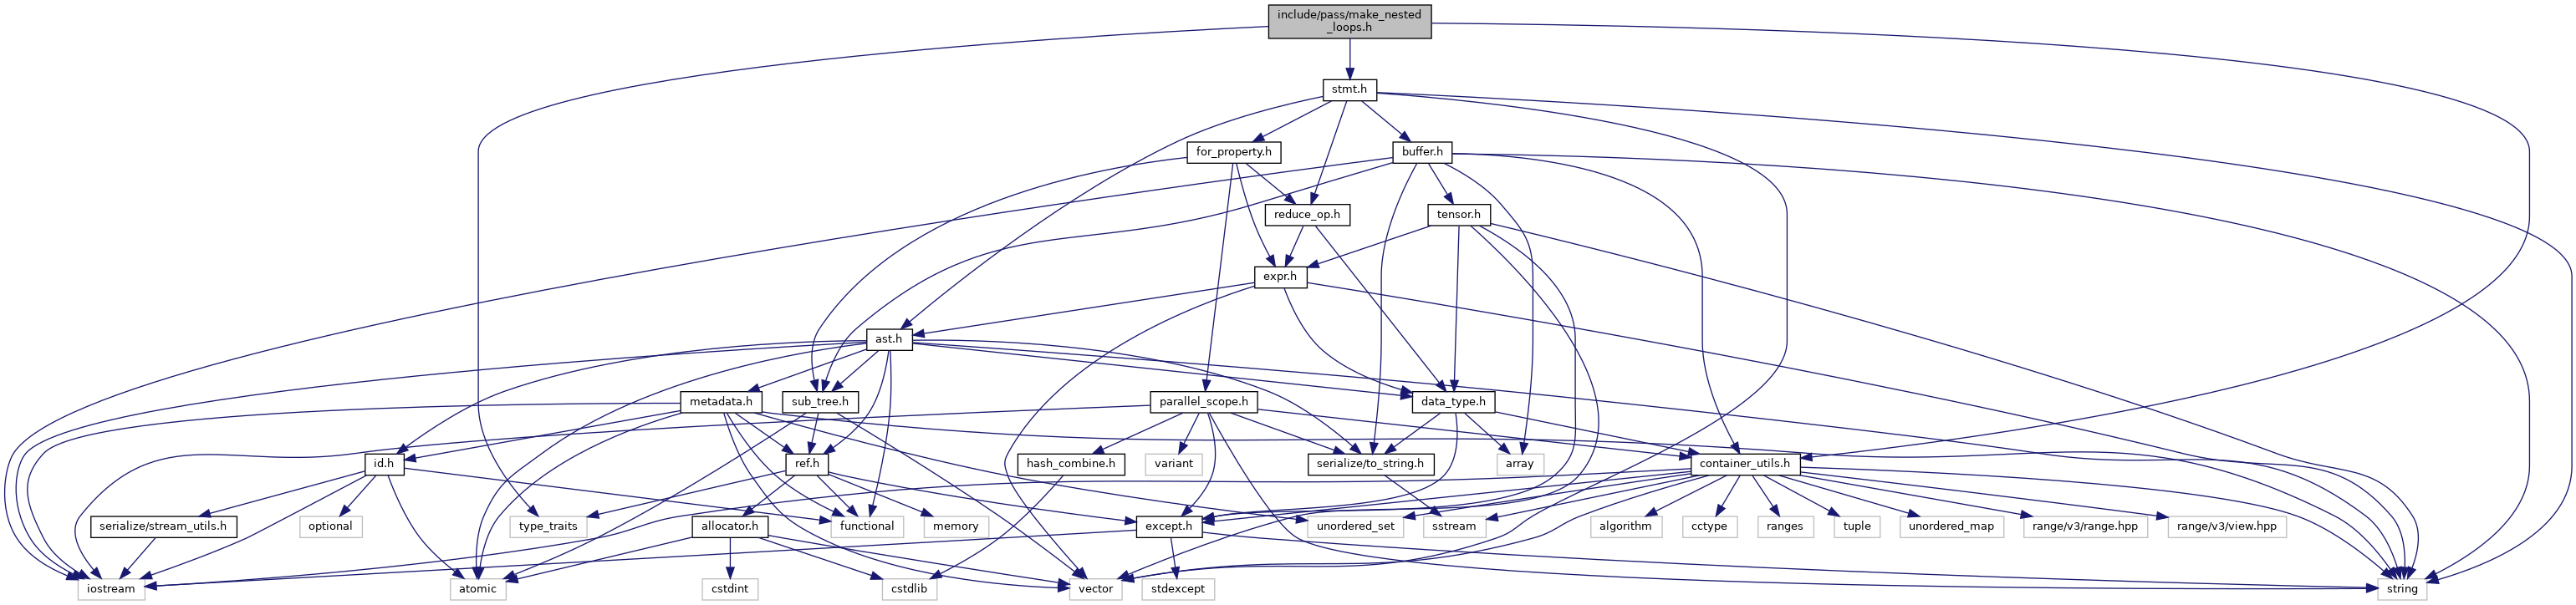 include/pass/make_nested
_loops.h
stmt.h
for_property.h
buffer.h
reduce_op.h
tensor.h
expr.h
ast.h
metadata.h
sub_tree.h
parallel_scope.h
data_type.h
id.h
ref.h
hash_combine.h
variant
serialize/to_string.h
array
container_utils.h
serialize/stream_utils.h
optional
type_traits
allocator.h
functional
memory
except.h
unordered_set
sstream
algorithm
cctype
ranges
tuple
unordered_map
range/v3/range.hpp
range/v3/view.hpp
iostream
atomic
cstdint
cstdlib
vector
stdexcept
string